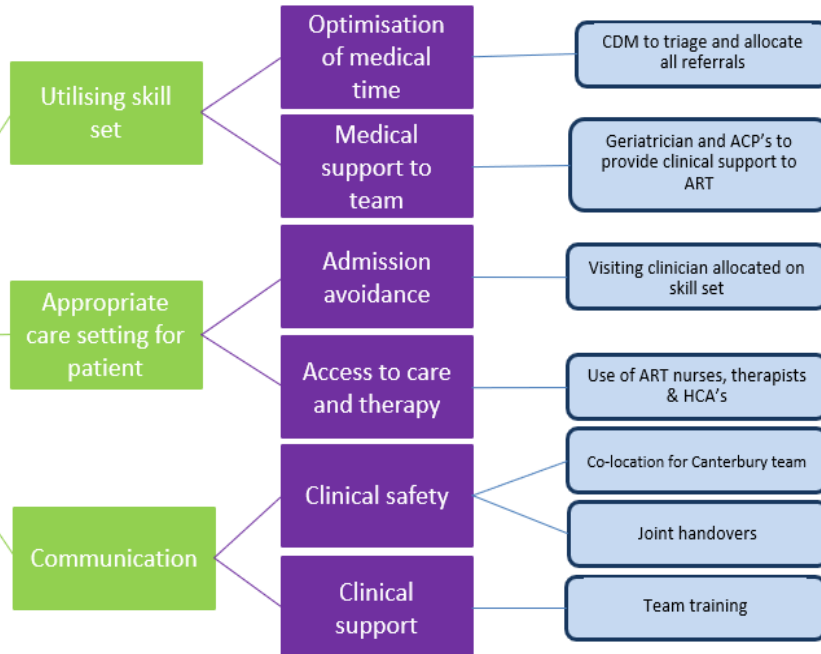 Utilising skill
set
Optimisation
of medical
time
CDM to triage and allocate
all referrals
Medical
support to
team
Geriatrician and ACP's to
provide clinical support to
ART
Appropriate
care setting for
patient
Admission
avoidance
Visiting clinician allocated on
skill set
Access to care
and therapy
Use of ART nurses, therapists
& HCA's
Communication
Clinical safety
Co-location for Canterbury team
Joint handovers
Clinical
support
Team training